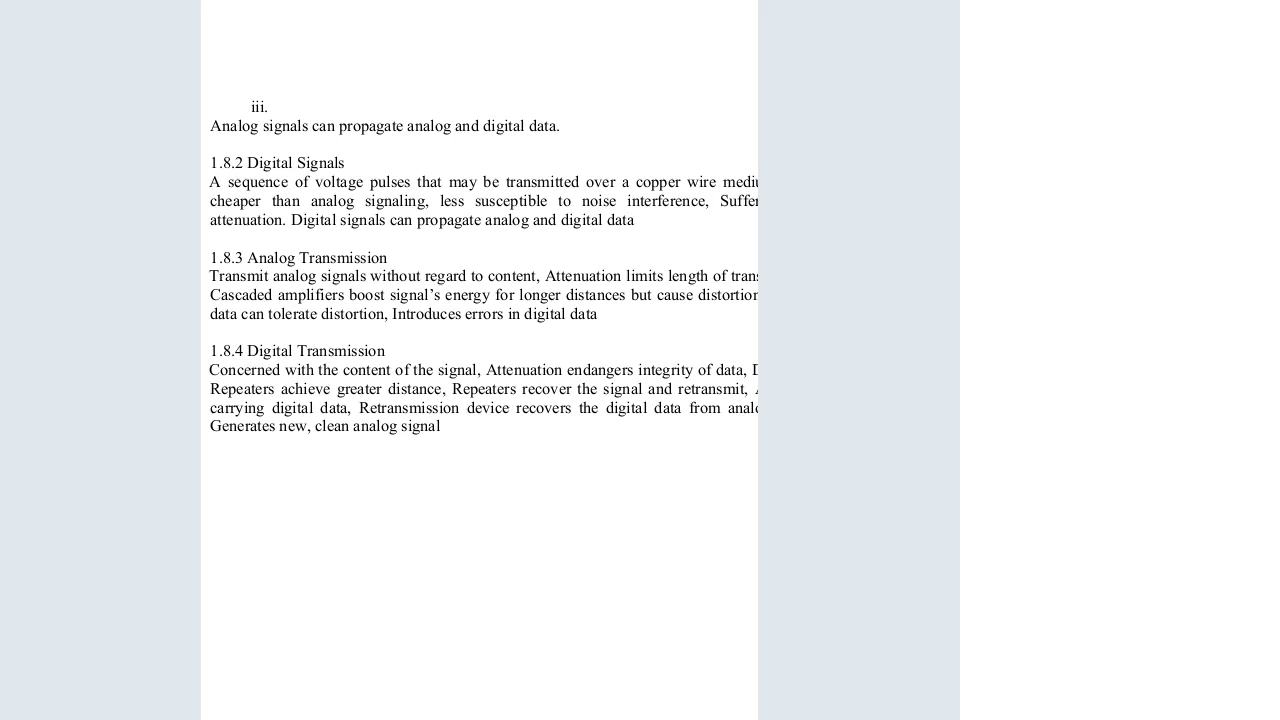 iii.
Analog signals can propagate analog and digital data.
1.8.2 Digital Signals
A sequence of voltage pulses that may be transmitted over a copper wire
cheaper than analog signaling, less susceptible to noise interference,
attenuation. Digital signals can propagate analog and digital data
1.8.3 Analog Transmission
Transmit analog signals without regard to content, Attenuation limits length of
Cascaded amplifiers boost signal’s energy for longer distances but cause distortion
data can tolerate distortion, Introduces errors in digital data
1.8.4 Digital Transmission
Concerned with the content of the signal, Attenuation endangers integrity of data,
Repeaters achieve greater distance, Repeaters recover the signal and retransmit,
carrying digital data, Retransmission device recovers the digital data from
Generates new, clean analog signal